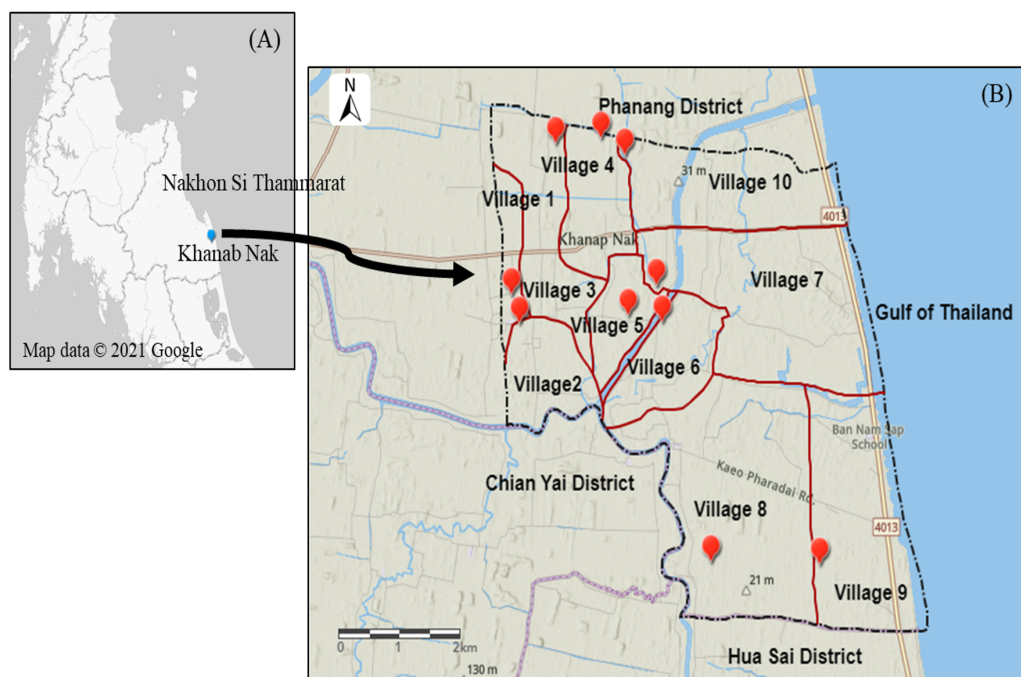 (A)
Nakhon Si Thammarat
Khanab Nak
Map data © 2021 Google
(B)
N
Phanang District
Village 4
31 m
Village 10
Village 1
4013
Khanap Nak
Village 3
Village 7
Gulf of Thailand
Village 5
Village 6
Village2
Ban Nam Sap
School
Chian Yai District
Kaeo Pharadai Rd.
Village 8
4013
21 m
Village 9
0 1 2km
Hua Sai District
130 m